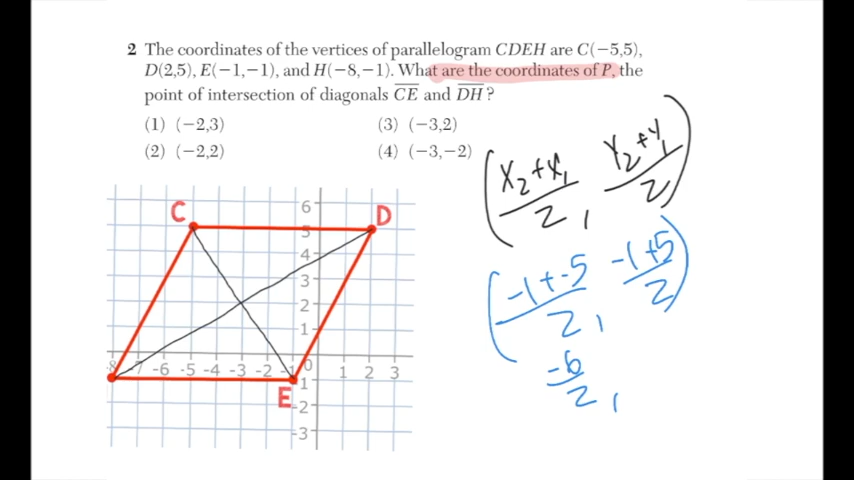 2 The coordinates of the vertices of parallelogram CDEH are C(−5,5),
D(2,5), E(−1,−1), and H(−8,−1). What are the coordinates of P, the
point of intersection of diagonals CE and DH?
(1) (−2,3)
(3) (−3,2)
(2) (−2,2)
(4) (−3,−2)
(x₂+x₁/2, y₂+y₁/2)
(-1+-5/2, -1+5/2)
-6/2,
C
D
6
5
4
3
2
1
-8 -7 -6 -5 -4 -3 -2 -1 0 1 2 3
E
-1
-2
-3